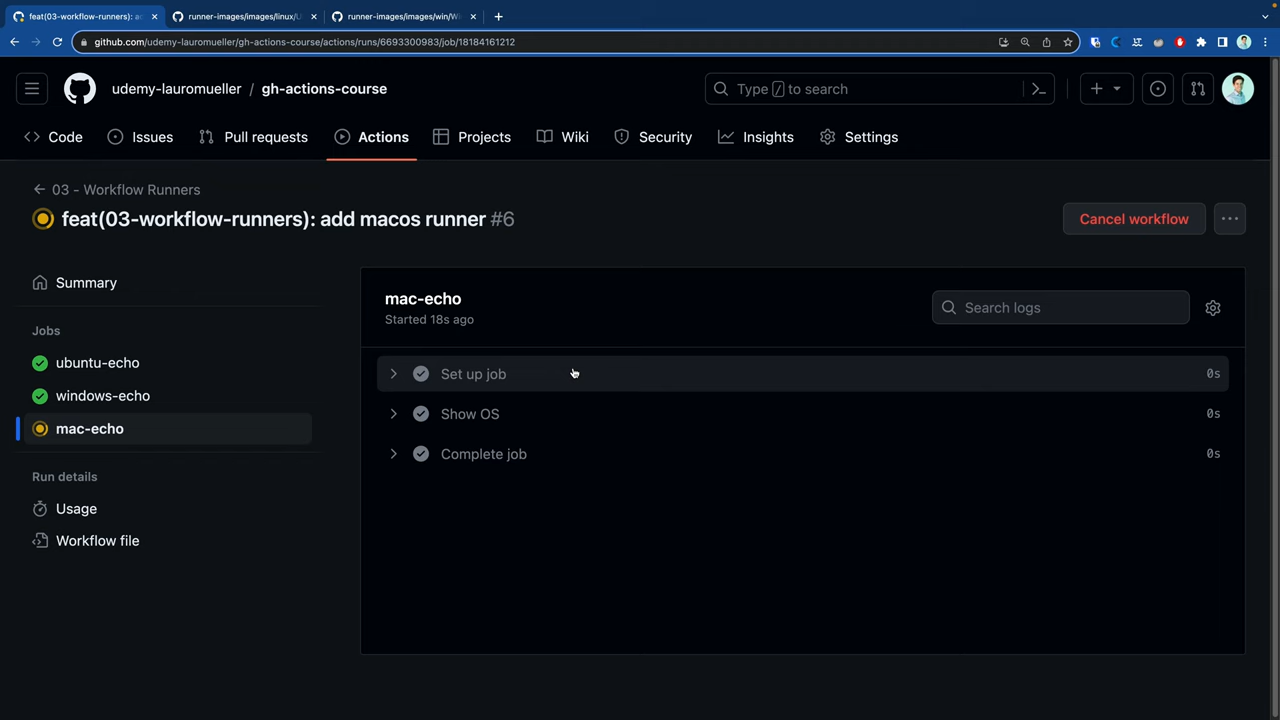 feat(03-workflow-runners): a
runner-images/images/linux/U
runner-images/images/win/Wi
github.com/udemy-lauromueller/gh-actions-course/actions/runs/6693300983/job/18184161212
udemy-lauromueller / gh-actions-course
Type / to search
Code
Issues
Pull requests
Actions
Projects
Wiki
Security
Insights
Settings
03 - Workflow Runners
feat(03-workflow-runners): add macos runner #6
Cancel workflow
Summary
Jobs
ubuntu-echo
windows-echo
mac-echo
Run details
Usage
Workflow file
mac-echo
Started 18s ago
Search logs
Set up job 0s
Show OS 0s
Complete job 0s